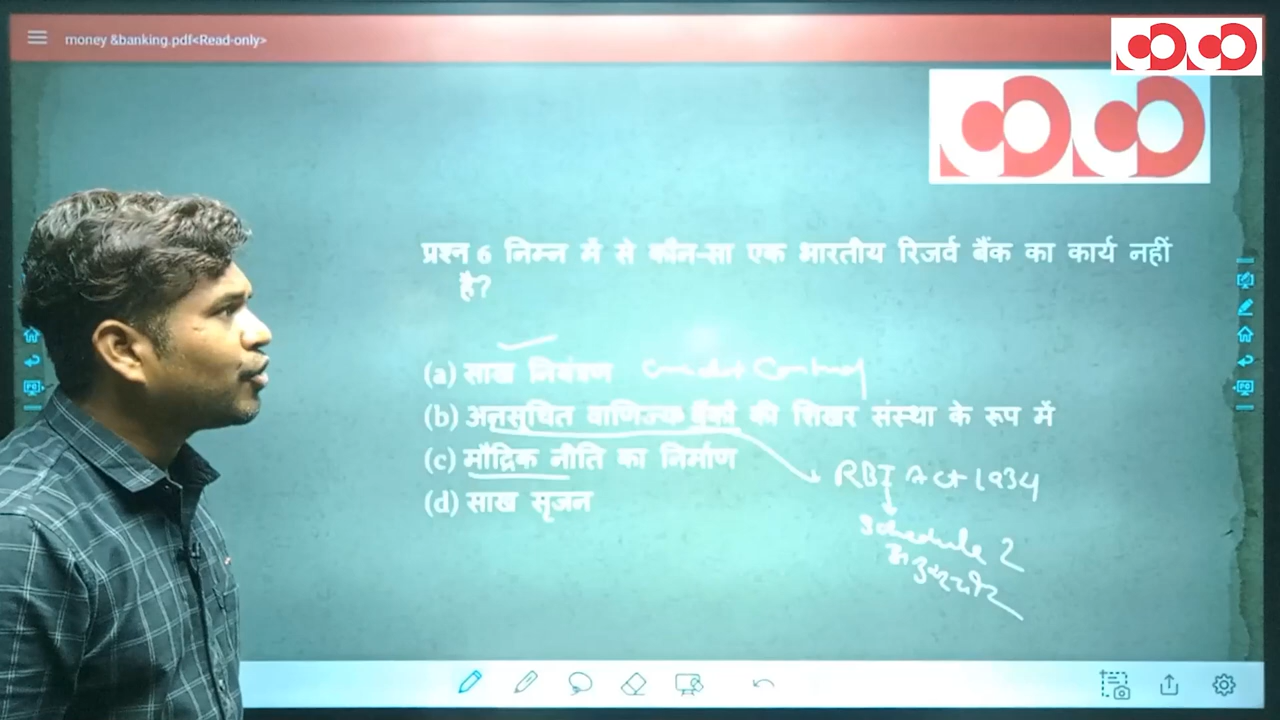 money &banking.pdf<Read-only>
प्रश्न 6 निम्न में से कौन-सा एक भारतीय रिजर्व बैंक का कार्य नहीं
है?
(a) साख नियंत्रण Credit Control
(b) अनुसूचित वाणिज्य बैंकों की शिखर संस्था के रूप में
(c) मौद्रिक नीति का निर्माण
RBI Act 1934
(d) साख सृजन
Schedule 2